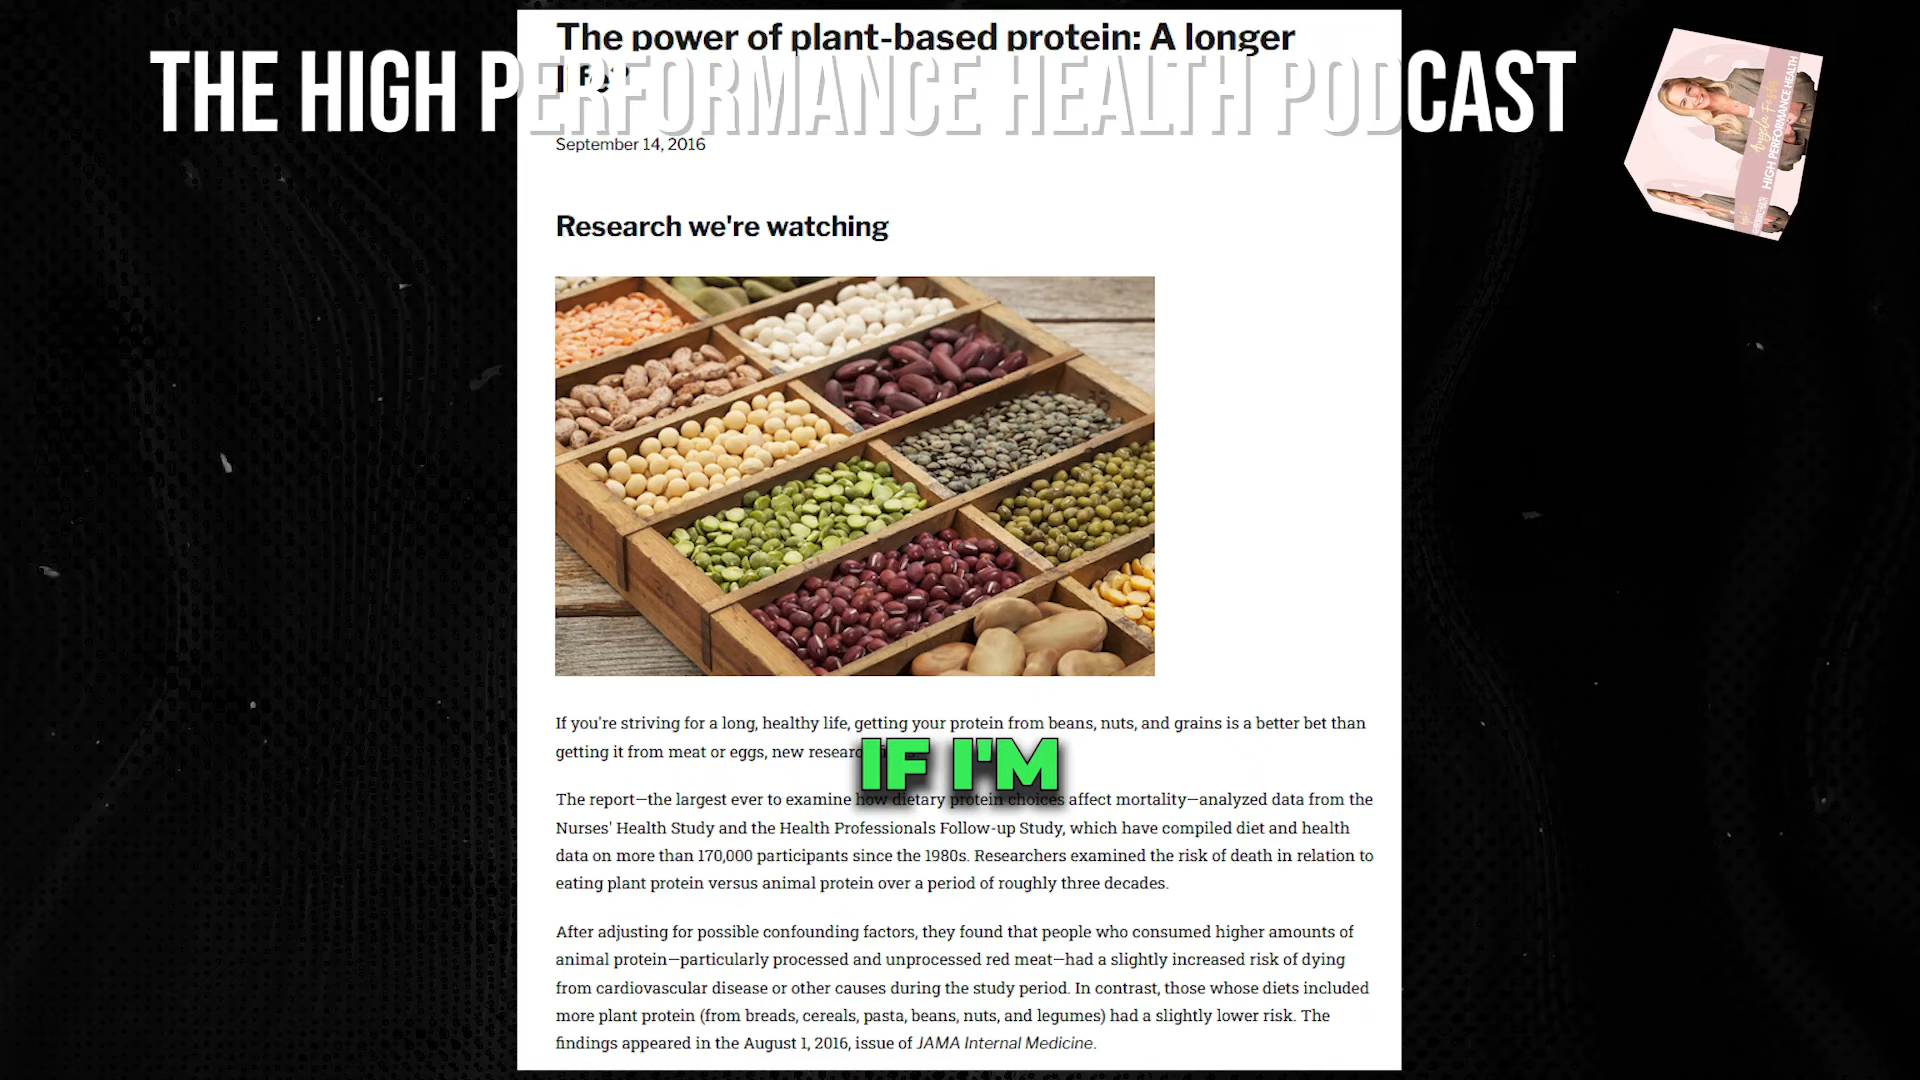 The power of plant-based protein: A longer
life?
THE HIGH PERFORMANCE HEALTH PODCAST
September 14, 2016
Angela Foster
HIGH PERFORMANCE HEALTH
Research we're watching
If you're striving for a long, healthy life, getting your protein from beans, nuts, and grains is a better bet than
getting it from meat or eggs, new research
IF I'M
The report—the largest ever to examine how dietary protein choices affect mortality—analyzed data from the
Nurses' Health Study and the Health Professionals Follow-up Study, which have compiled diet and health
data on more than 170,000 participants since the 1980s. Researchers examined the risk of death in relation to
eating plant protein versus animal protein over a period of roughly three decades.
After adjusting for possible confounding factors, they found that people who consumed higher amounts of
animal protein—particularly processed and unprocessed red meat—had a slightly increased risk of dying
from cardiovascular disease or other causes during the study period. In contrast, those whose diets included
more plant protein (from breads, cereals, pasta, beans, nuts, and legumes) had a slightly lower risk. The
findings appeared in the August 1, 2016, issue of JAMA Internal Medicine.